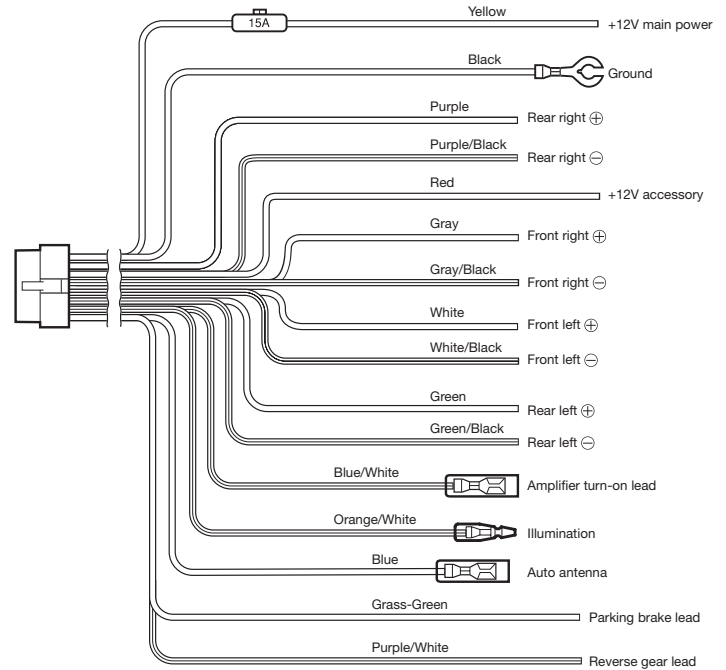 Yellow
15A
+12V main power
Black
Ground
Purple
Rear right ⊕
Purple/Black
Rear right ⊖
Red
+12V accessory
Gray
Front right ⊕
Gray/Black
Front right ⊖
White
Front left ⊕
White/Black
Front left ⊖
Green
Rear left ⊕
Green/Black
Rear left ⊖
Blue/White
Amplifier turn-on lead
Orange/White
Illumination
Blue
Auto antenna
Grass-Green
Parking brake lead
Purple/White
Reverse gear lead